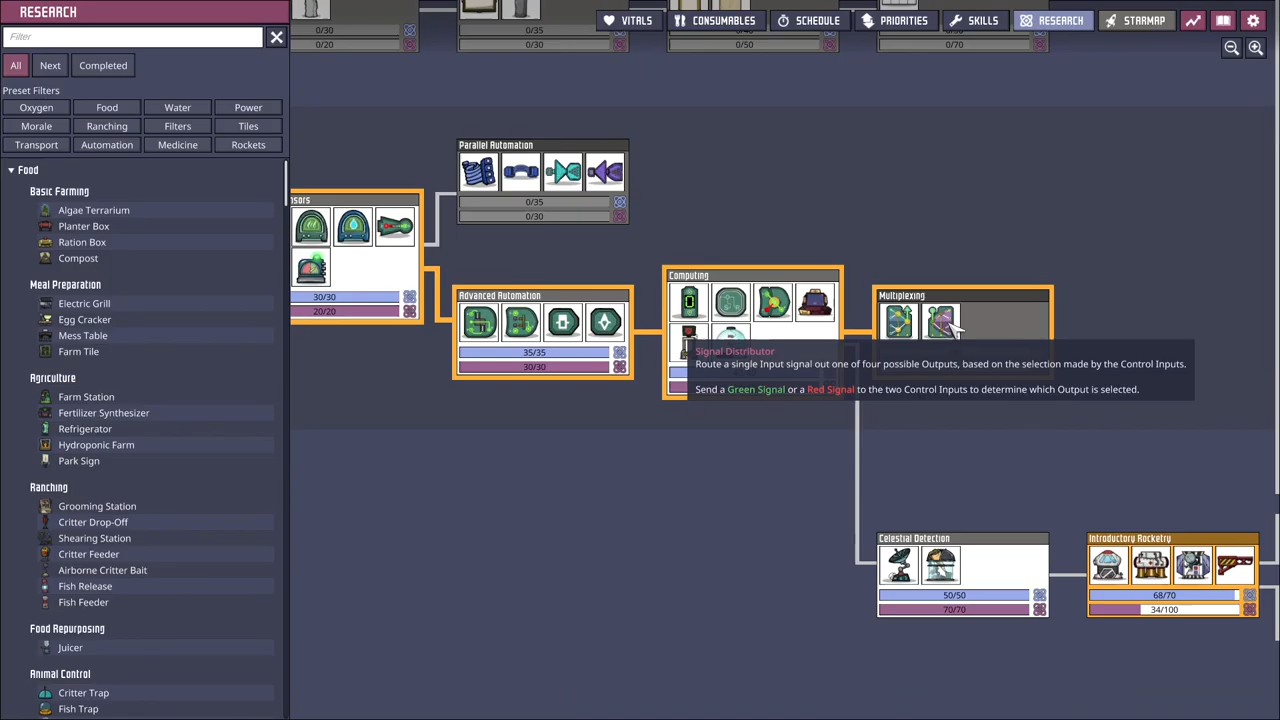 RESEARCH
VITALS
CONSUMABLES
SCHEDULE
PRIORITIES
SKILLS
RESEARCH
STARMAP
Filter
All
Next
Completed
Preset Filters
Oxygen
Food
Water
Power
Morale
Ranching
Filters
Tiles
Transport
Automation
Medicine
Rockets
Food
Basic Farming
Algae Terrarium
Planter Box
Ration Box
Compost
Meal Preparation
Electric Grill
Egg Cracker
Mess Table
Farm Tile
Agriculture
Farm Station
Fertilizer Synthesizer
Refrigerator
Hydroponic Farm
Park Sign
Ranching
Grooming Station
Critter Drop-Off
Shearing Station
Critter Feeder
Airborne Critter Bait
Fish Release
Fish Feeder
Food Repurposing
Juicer
Animal Control
Critter Trap
Fish Trap
0/30
0/20
0/35
0/30
0/50
0/70
Parallel Automation
0/35
0/30
nsors
30/30
20/20
Advanced Automation
35/35
30/30
Computing
Multiplexing
Signal Distributor
Route a single Input signal out one of four possible Outputs, based on the selection made by the Control Inputs.
Send a Green Signal or a Red Signal to the two Control Inputs to determine which Output is selected.
Celestial Detection
50/50
70/70
Introductory Rocketry
68/70
34/100